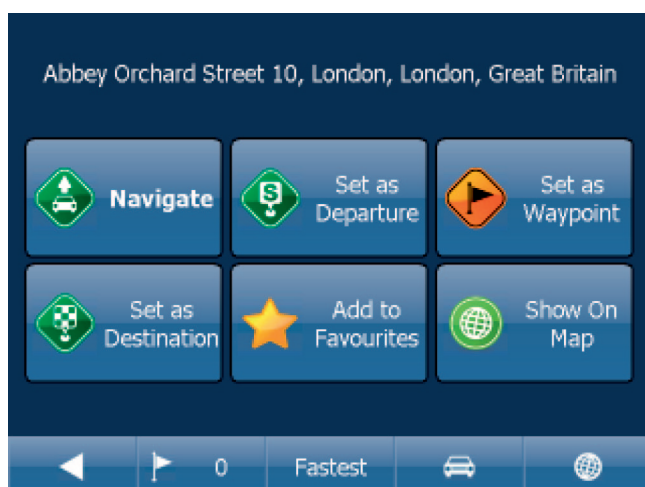 Abbey Orchard Street 10, London, London, Great Britain
Navigate
Set as
Departure
Set as
Waypoint
Set as
Destination
Add to
Favourites
Show On
Map
0
Fastest